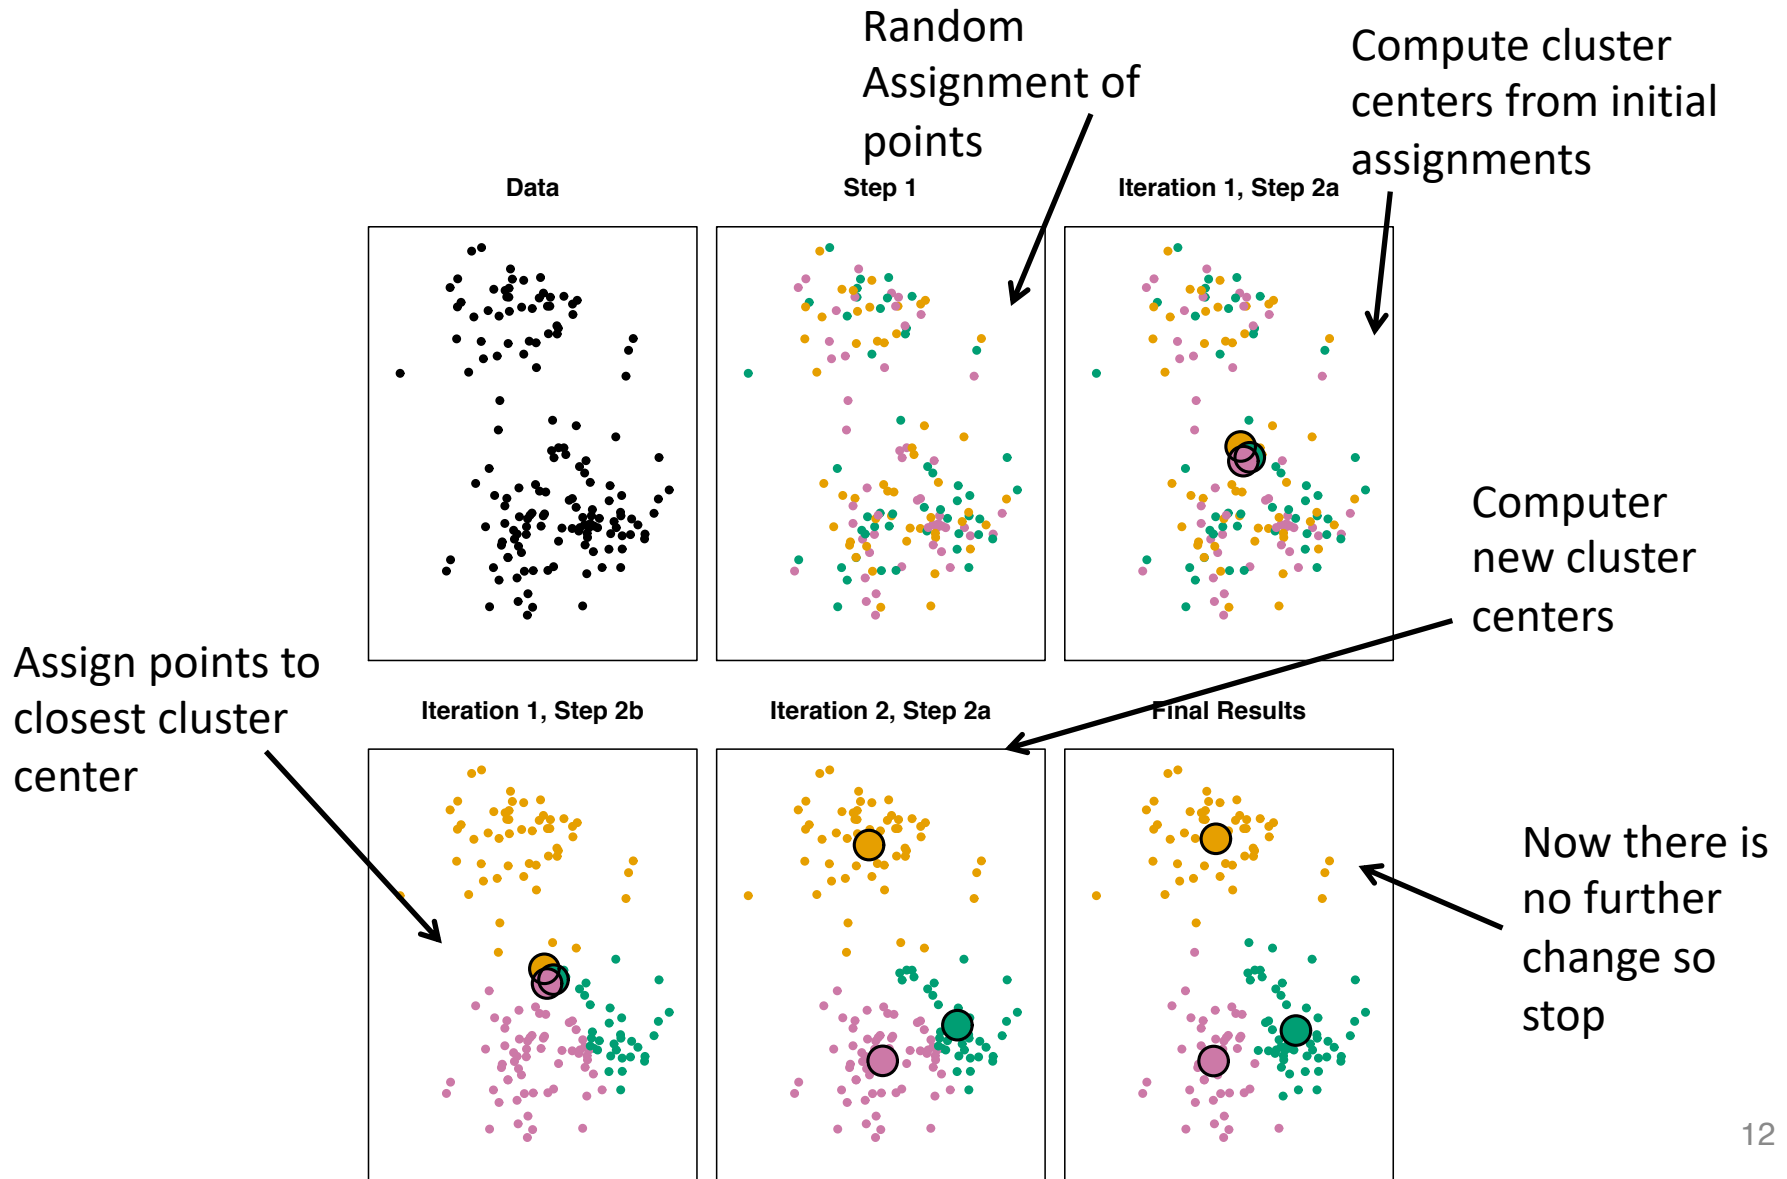 Random
Assignment of
points
Compute cluster
centers from initial
assignments
Data
Step 1
Iteration 1, Step 2a
Computer
new cluster
centers
Assign points to
closest cluster
center
Iteration 1, Step 2b
Iteration 2, Step 2a
Final Results
Now there is
no further
change so
stop
12